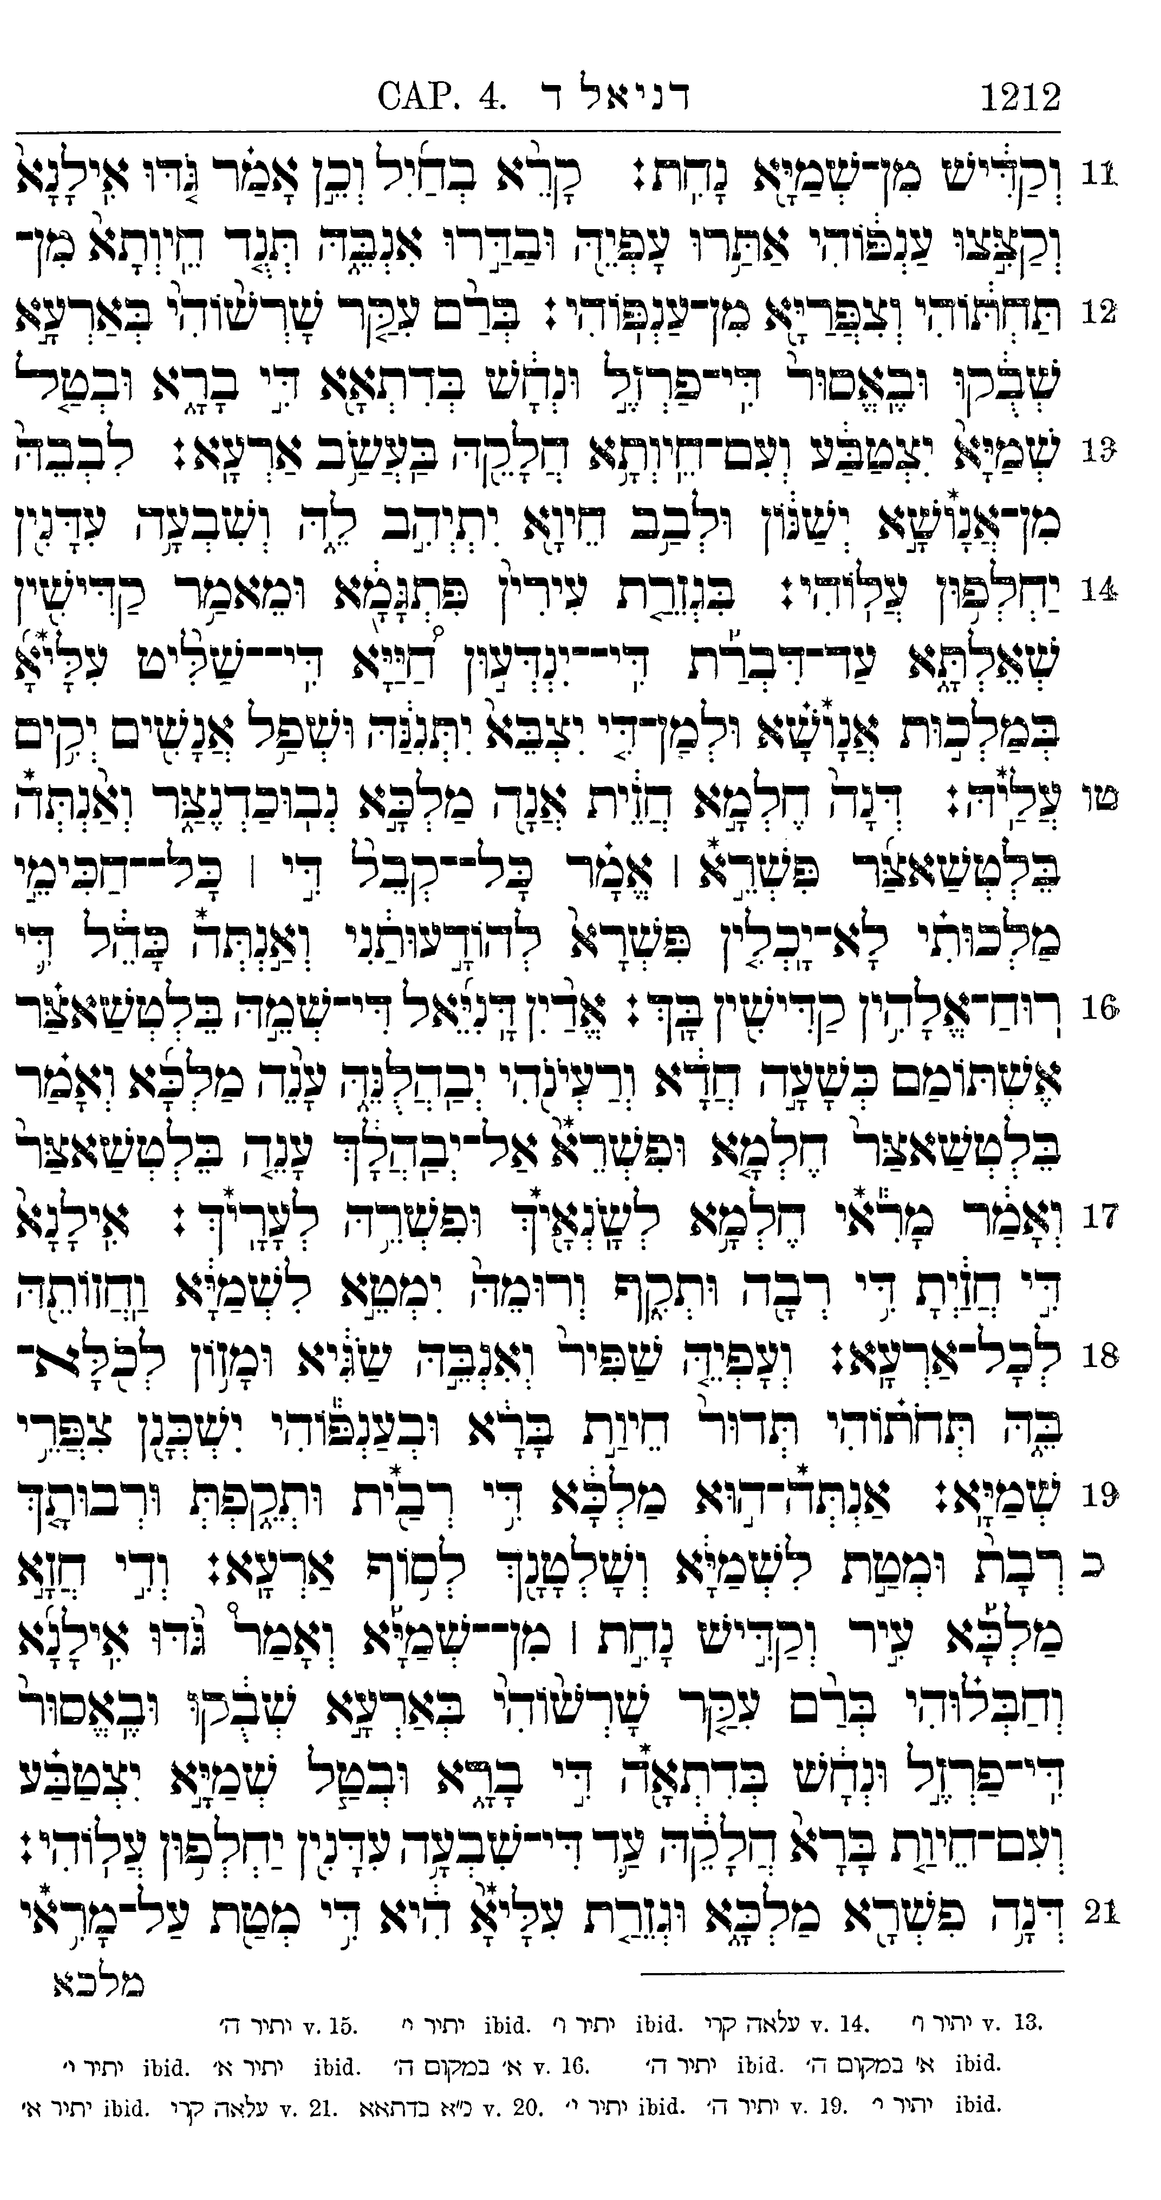 1212 דניאל ד CAP. 4.
11 וְקַדִּ֔ישׁ מִן־שְׁמַיָּ֖א נָחִֽת׃ קָרֵ֨א בְחַ֜יִל וְכֵ֣ן אָמַ֗ר גֹּ֤דּוּ אִֽילָנָא֙
וְקַצִּ֣צוּ עַנְפ֔וֹהִי אַתַּ֥רוּ עָפְיֵ֖הּ וּבַדַּ֣רוּ אִנְבֵּ֑הּ תְּנֻ֤ד חֵֽיוְתָא֙ מִן־
12 תַּחְתּ֔וֹהִי וְצִפְּרַיָּ֖א מִן־עַנְפֽוֹהִי׃ בְּרַ֨ם עִקַּ֤ר שָׁרְשׁ֙וֹהִי֙ בְּאַרְעָ֣א
שְׁבֻ֔קוּ וּבֶֽאֱסוּר֙ דִּֽי־פַרְזֶ֣ל וּנְחָ֔שׁ בְּדִתְאָ֖א דִּ֣י בָרָ֑א וּבְטַ֤ל
13 שְׁמַיָּא֙ יִצְטַבַּ֔ע וְעִם־חֵֽיוְתָ֥א חֲלָקֵ֖הּ בַּֽעֲשַׂ֥ב אַרְעָֽא׃ לִבְבֵהּ֙
מִן־אֲנָוֹשָׁ֣א יְשַׁנּ֔וֹן וּלְבַ֥ב חֵיוָ֖א יִתְיְהִ֣ב לֵ֑הּ וְשִׁבְעָ֥ה עִדָּנִ֖ין
14 יַחְלְפ֥וּן עֲלֽוֹהִי׃ בִּגְזֵרַ֤ת עִירִין֙ פִּתְגָּמָ֔א וּמֵאמַ֥ר קַדִּישִׁ֖ין
שְׁאֵלְתָּ֑א עַד־דִּבְרַ֡ת דִּ֣י־יִנְדְּע֣וּן חַ֠יַּיָּא דִּֽי־שַׁלִּ֨יט עִלָּיָ֜א
בְּמַלְכ֣וּת אֲנָוֹשָׁ֗א וּלְמַן־דִּ֤י יִצְבֵּא֙ יִתְּנִנַּ֔הּ וּשְׁפַ֥ל אֲנָשִׁ֖ים יְקִ֥ים
טו עֲלַֽיהּ׃ דְּנָה֙ חֶלְמָ֣א חֲזֵ֔ית אֲנָ֖ה מַלְכָּ֣א נְבֽוּכַדְנֶצַּ֑ר וְאַ֨נְתְּה
בֵּלְטְשַׁאצַּ֜ר פִּשְׁרֵ֣א ׀ אֱמַ֗ר כָּל־קְבֵל֙ דִּ֣י ׀ כָּל־חַכִּימֵ֣י
מַלְכוּתִ֗י לָֽא־יָכְלִ֤ין פִּשְׁרָא֙ לְהוֹדָ֣עוּתַ֔נִי וְאַ֣נְתְּה כָּהֵ֔ל דִּ֛י
16 רֽוּחַ־אֱלָהִ֥ין קַדִּישִׁ֖ין בָּֽךְ׃ אֱדַ֨יִן דָּֽנִיֵּ֜אל דִּי־שְׁמֵ֣הּ בֵּלְטְשַׁאצַּ֗ר
אֶשְׁתּוֹמַם֙ כְּשָׁעָ֣ה חֲדָ֔א וְרַעְיֹנֹ֖הִי יְבַהֲלֻנֵּ֑הּ עָנֵ֨ה מַלְכָּ֜א וְאָמַ֗ר
בֵּלְטְשַׁאצַּר֙ חֶלְמָ֤א וּפִשְׁרֵא֙ אַֽל־יְבַהֲלָ֔ךְ עָנֵ֤ה בֵלְטְשַׁאצַּר֙
17 וְאָמַ֔ר מָרִ֕אי חֶלְמָ֥א לְשָֽׂנְאָ֖יךְ וּפִשְׁרֵ֥הּ לְעָרָֽיךְ׃ אִֽילָנָא֙
דִּ֣י חֲזַ֔יְתָ דִּ֥י רְבָ֖ה וּתְקִ֑ף וְרוּמֵהּ֙ יִמְטֵ֣א לִשְׁמַיָּ֔א וַחֲזוֹתֵ֖הּ
18 לְכָל־אַרְעָֽא׃ וְעָפְיֵ֤הּ שַׁפִּיר֙ וְאִנְבֵּ֣הּ שַׂגִּ֔יא וּמָז֥וֹן לְכֹ֖לָּא־
בֵ֑הּ תְּחֹת֗וֹהִי תְּדוּר֙ חֵיוַ֣ת בָּרָ֔א וּבְעַנְפ֕וֹהִי יִשְׁכְּנָ֖ן צִפֲּרֵ֥י
19 שְׁמַיָּֽא׃ אַנְתְּה־ה֣וּא מַלְכָּ֔א דִּ֥י רְבַ֖ית וּתְקֵ֑פְתְּ וּרְבוּתָ֤ךְ
כ רְבָת֙ וּמְטָ֣ת לִשְׁמַיָּ֔א וְשָׁלְטָנָ֖ךְ לְס֥וֹף אַרְעָֽא׃ וְדִ֣י חֲזָ֣א
מַלְכָּ֡א עִ֣יר וְקַדִּ֣ישׁ נָחִ֣ת ׀ מִן־שְׁמַיָּ֡א וְאָמַר֩ גֹּ֨דּוּ אִֽילָנָ֜א
וְחַבְּל֗וּהִי בְּרַ֨ם עִקַּ֤ר שָׁרְשׁ֙וֹהִי֙ בְּאַרְעָ֣א שְׁבֻ֔קוּ וּבֶאֱסוּר֙
דִּֽי־פַרְזֶ֣ל וּנְחָ֔שׁ בְּדִתְאָ֖ה דִּ֣י בָרָ֑א וּבְטַ֧ל שְׁמַיָּ֣א יִצְטַבַּ֗ע
וְעִם־חֵיוַ֤ת בָּרָא֙ חֲלָקֵ֔הּ עַ֛ד דִּֽי־שִׁבְעָ֥ה עִדָּנִ֖ין יַחְלְפ֥וּן עֲלֽוֹהִי׃
21 דְּנָ֥ה פִשְׁרָ֖א מַלְכָּ֑א וּגְזֵרַ֤ת עִלָּיָא֙ הִ֔יא דִּ֥י מְטָ֖ת עַל־מָרִ֥אי
מלכא
v. 13. יתיר ו׳ v. 14. עלאה קרי ibid. יתיר ו׳ ibid. יתיר י׳ v. 15. יתיר ה׳
ibid. א׳ במקום ה׳ ibid. יתיר ה׳ v. 16. א׳ במקום ה׳ ibid. יתיר א׳ ibid. יתיר י׳
ibid. יתיר י׳ v. 19. יתיר ה׳ ibid. יתיר י׳ v. 20. נ״א בדתאא v. 21. עלאה קרי ibid. יתיר א׳